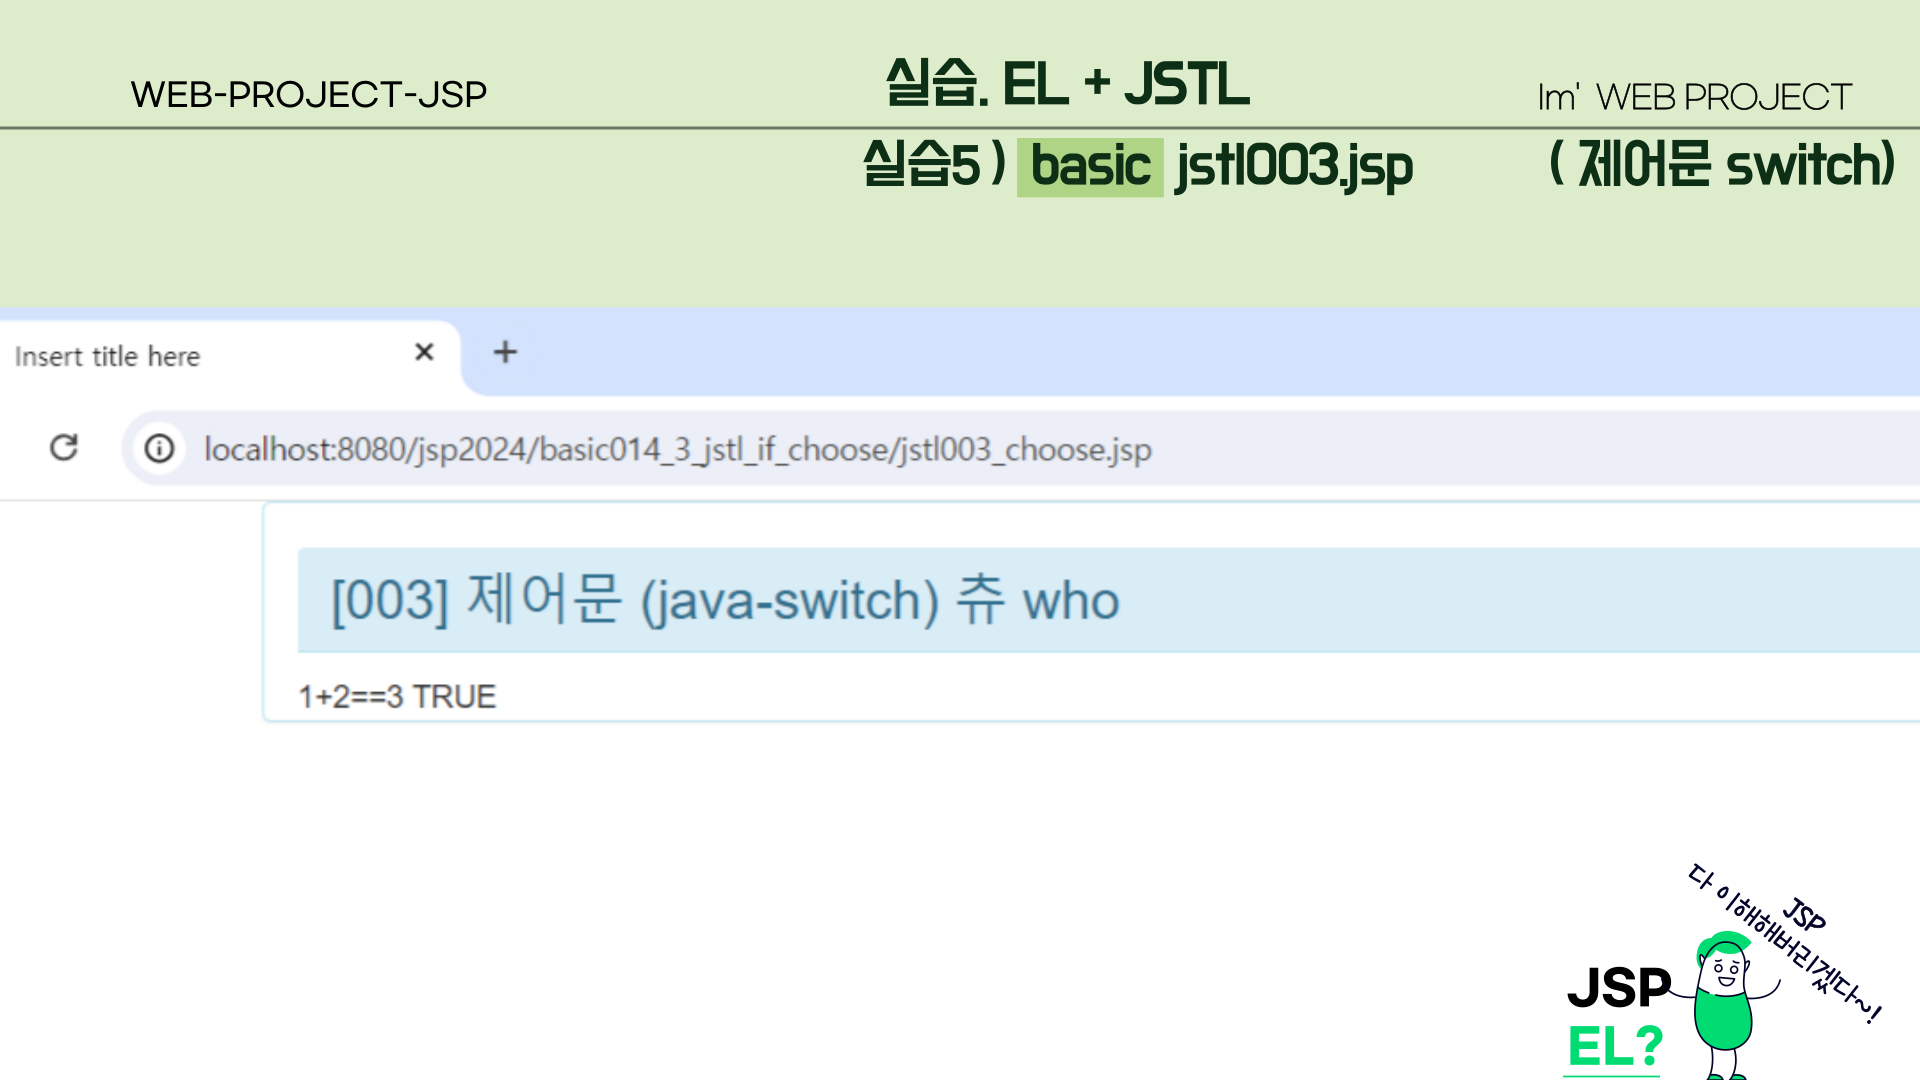 WEB-PROJECT-JSP
실습. EL + JSTL
Im' WEB PROJECT
실습5 ) basic jstl003.jsp
( 제어문 switch)
Insert title here
localhost:8080/jsp2024/basic014_3_jstl_if_choose/jstl003_choose.jsp
[003] 제어문 (java-switch) 츄 who
1+2==3 TRUE
JSP
다 이해해버리겠다~!
JSP
EL?